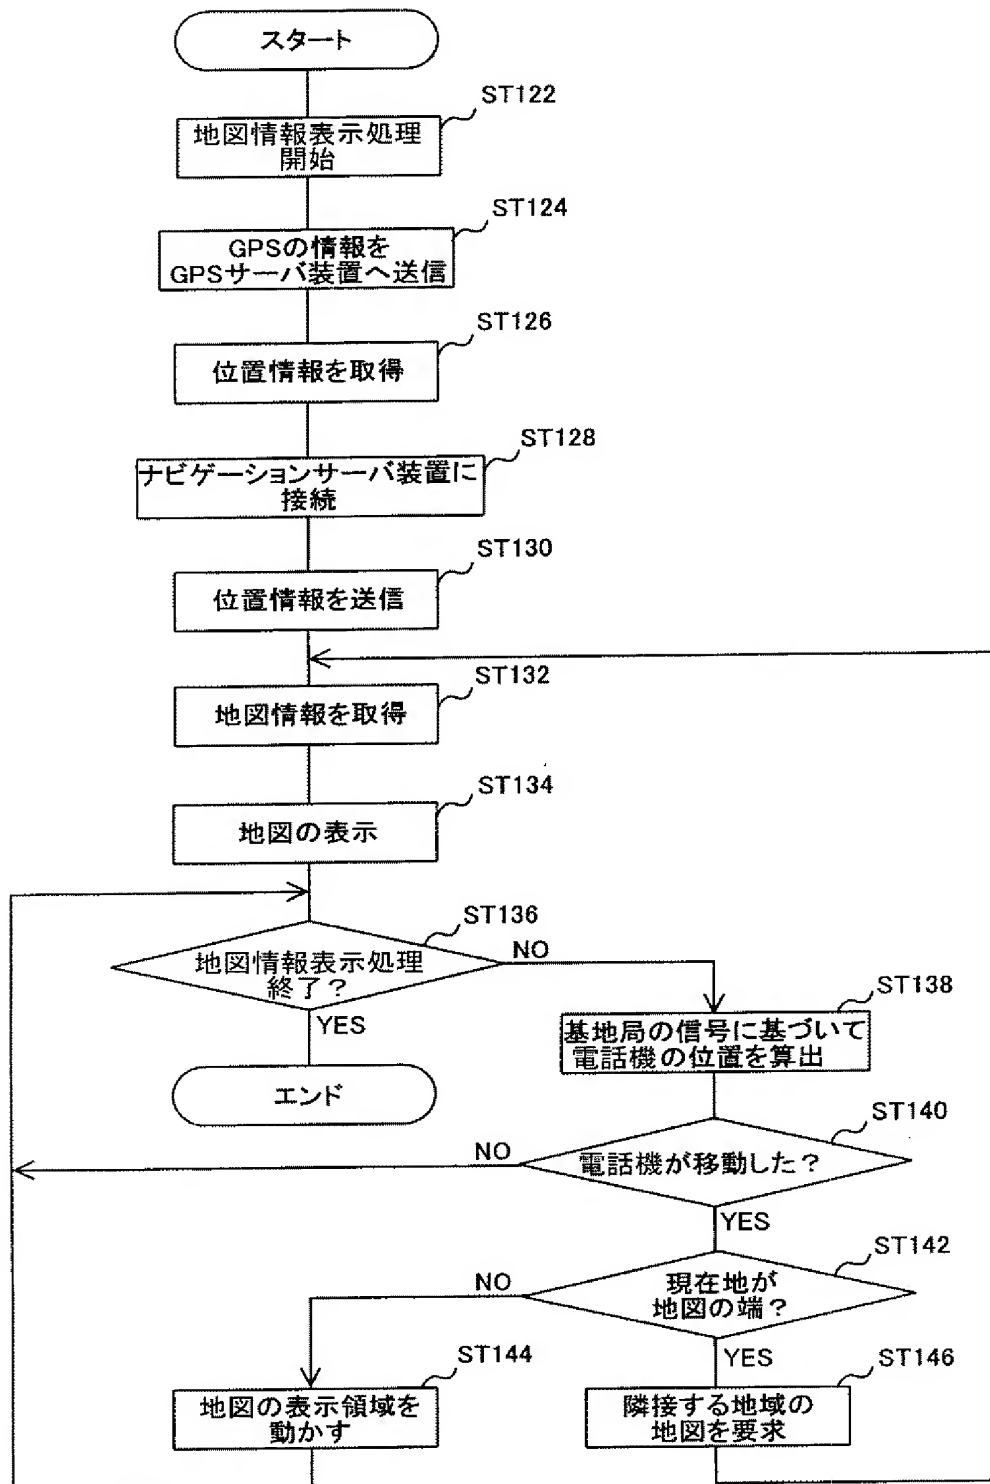 スタート
ST122
地図情報表示処理
開始
ST124
GPSの情報を
GPSサーバ装置へ送信
ST126
位置情報を取得
ST128
ナビゲーションサーバ装置に
接続
ST130
位置情報を送信
ST132
地図情報を取得
ST134
地図の表示
ST136
地図情報表示処理
終了？
NO
YES
エンド
ST138
基地局の信号に基づいて
電話機の位置を算出
ST140
電話機が移動した？
NO
YES
ST142
現在地が
地図の端？
NO
YES
ST144
地図の表示領域を
動かす
ST146
隣接する地域の
地図を要求